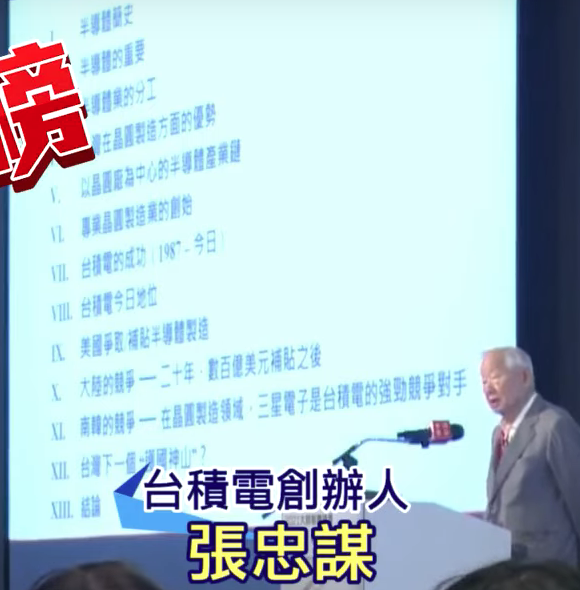 I. 半導體簡史
半導體的重要
半導體業的分工
在晶圓製造方面的優勢
V. 以晶圓廠為中心的半導體產業鏈
VI. 專業晶圓製造業的創始
VII. 台積電的成功（1987 – 今日）
VIII. 台積電今日地位
IX. 美國爭取 補貼半導體製造
X. 大陸的競爭 — 二十年，數百億美元補貼之後
XI. 南韓的競爭 — 在晶圓製造領域，三星電子是台積電的強勁競爭對手
XII. 台灣下一個 “護國神山”？
XIII. 結論
榜
台積電創辦人
張忠謀